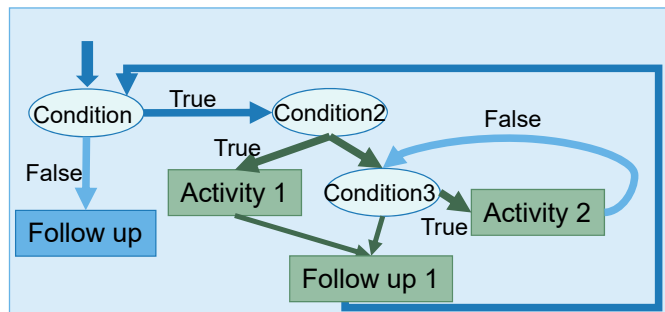 Condition
True
Condition2
False
False
True
Activity 1
Condition3
True
Activity 2
Follow up
Follow up 1